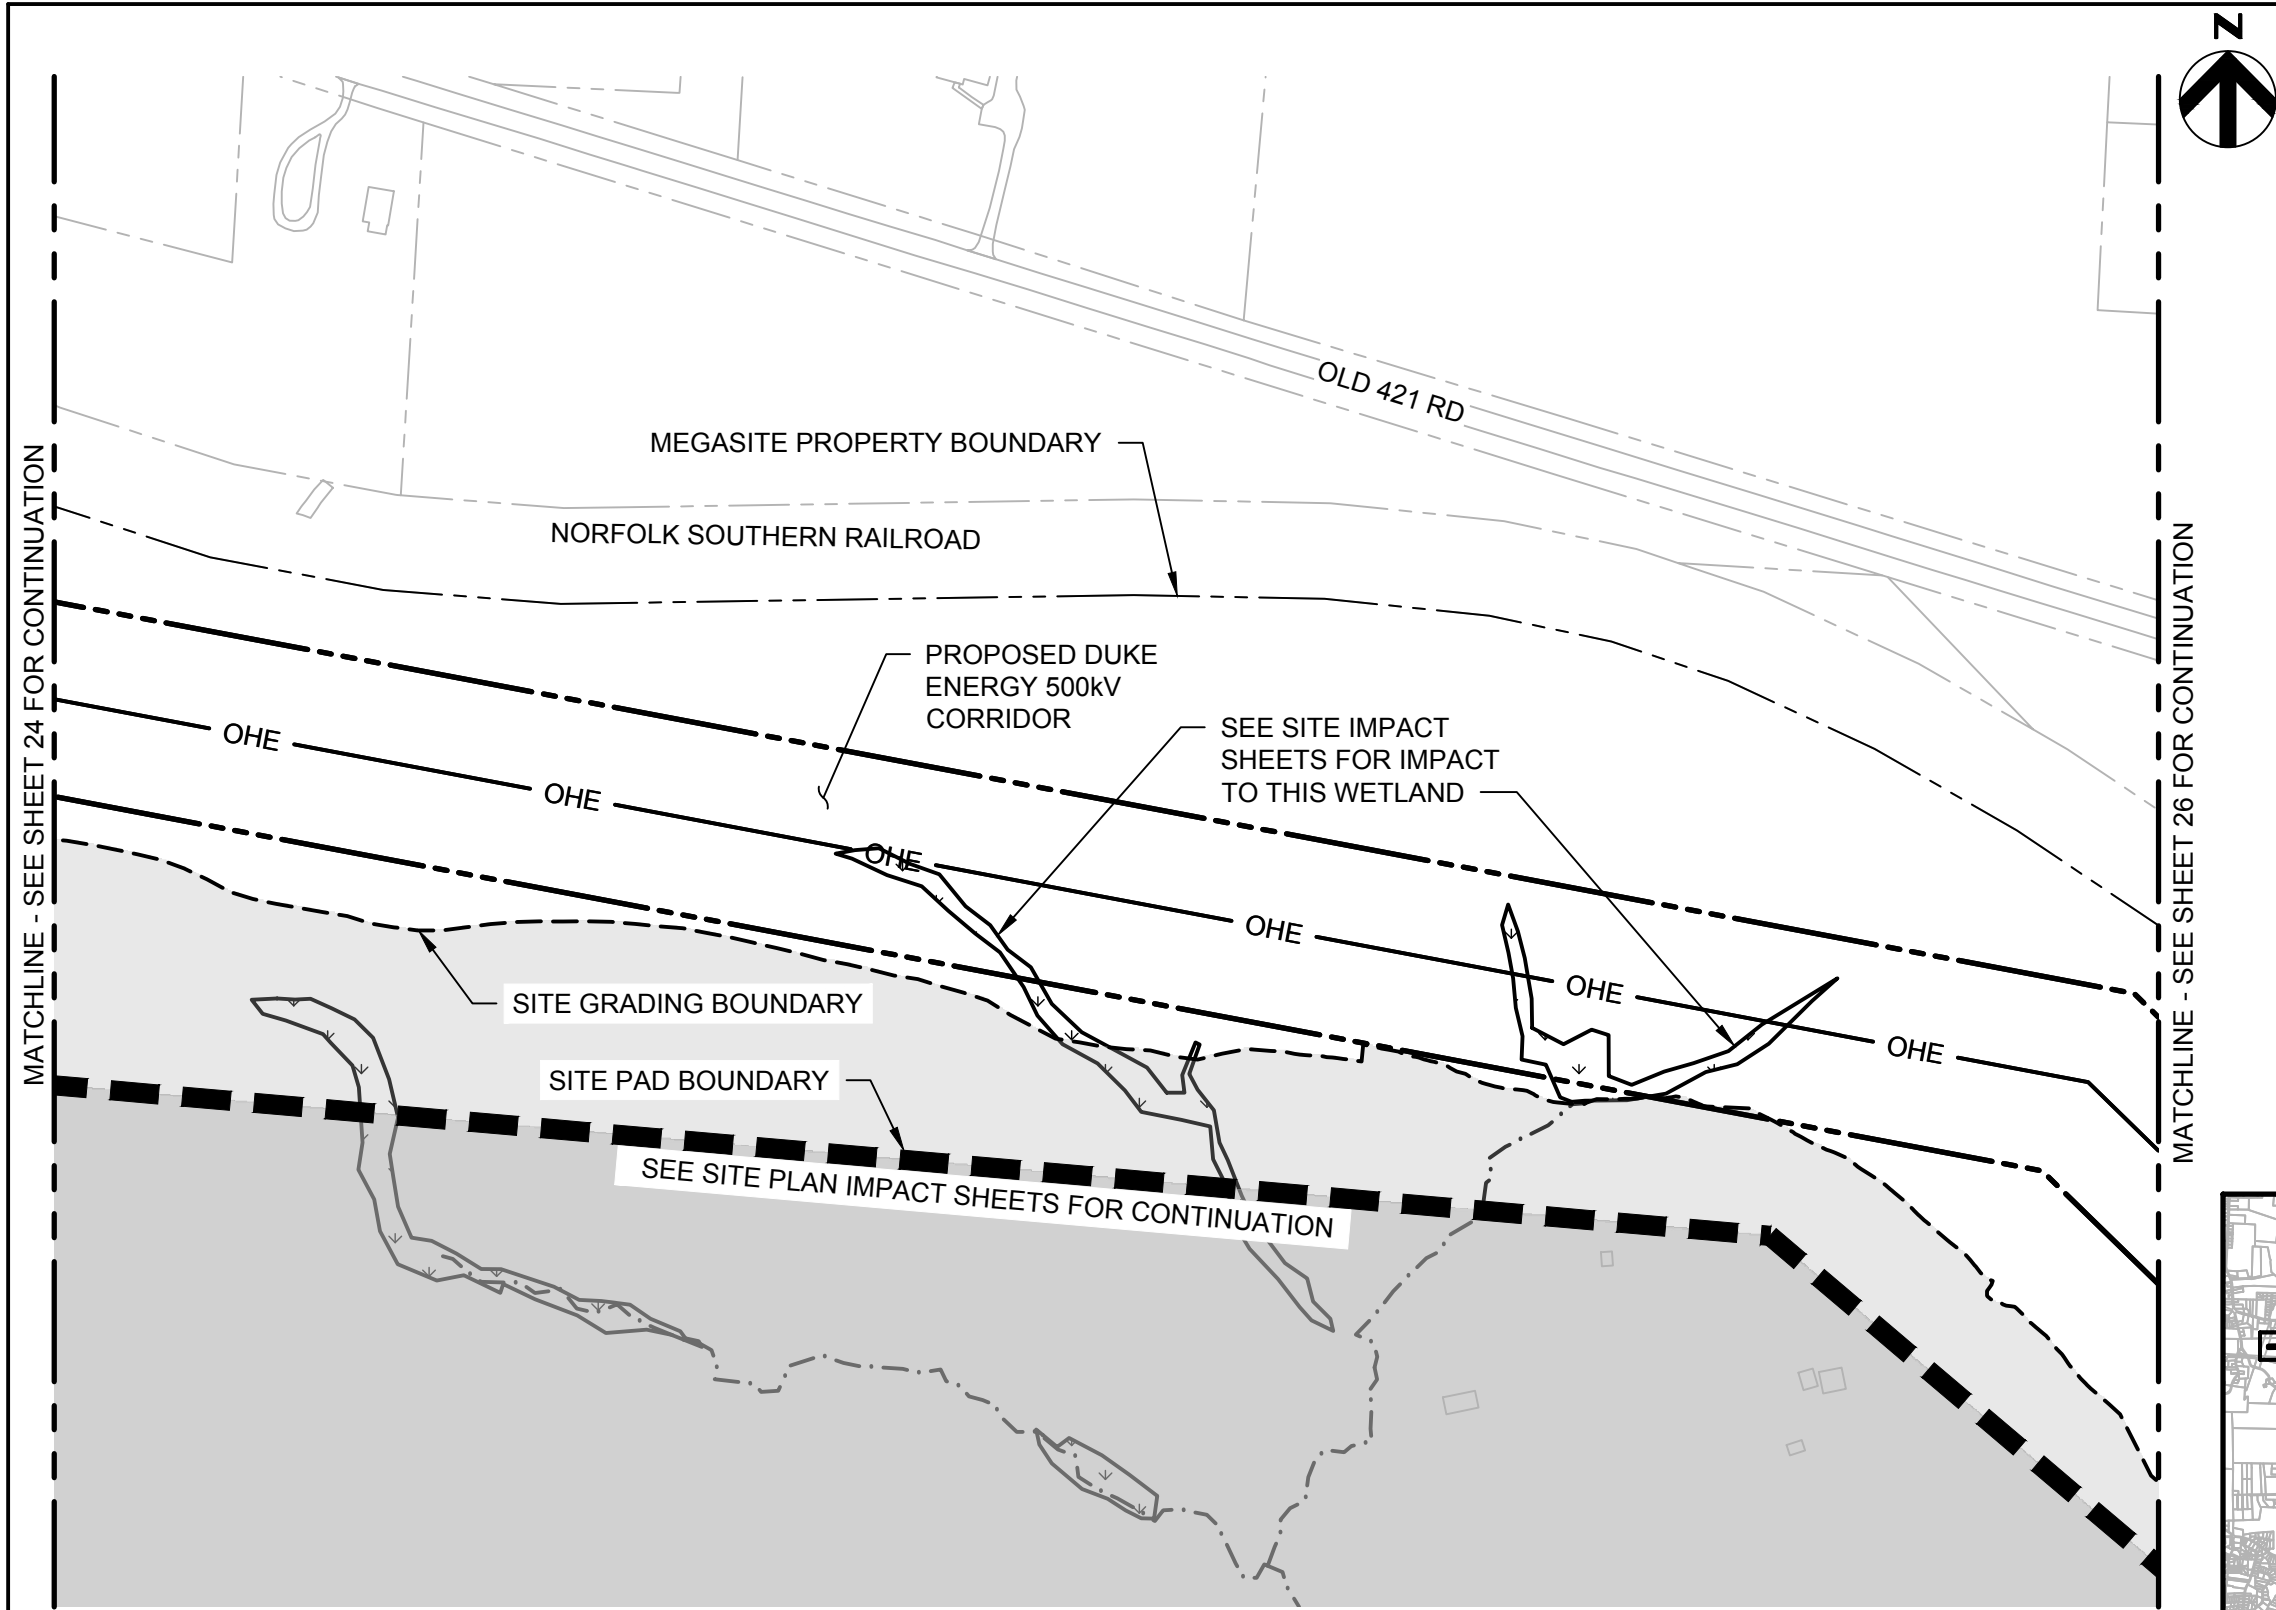 N
OLD 421 RD
MEGASITE PROPERTY BOUNDARY
NORFOLK SOUTHERN RAILROAD
MATCHLINE - SEE SHEET 24 FOR CONTINUATION
MATCHLINE - SEE SHEET 26 FOR CONTINUATION
PROPOSED DUKE
ENERGY 500kV
CORRIDOR
SEE SITE IMPACT
SHEETS FOR IMPACT
TO THIS WETLAND
OHE
OHE
OHE
OHE
OHE
OHE
SITE GRADING BOUNDARY
SITE PAD BOUNDARY
SEE SITE PLAN IMPACT SHEETS FOR CONTINUATION